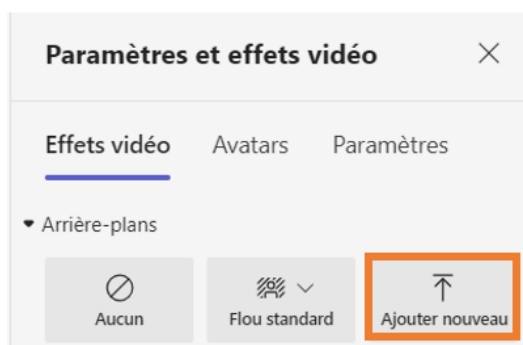 Paramètres et effets vidéo
Effets vidéo Avatars Paramètres
Arrière-plans
Aucun Flou standard Ajouter nouveau